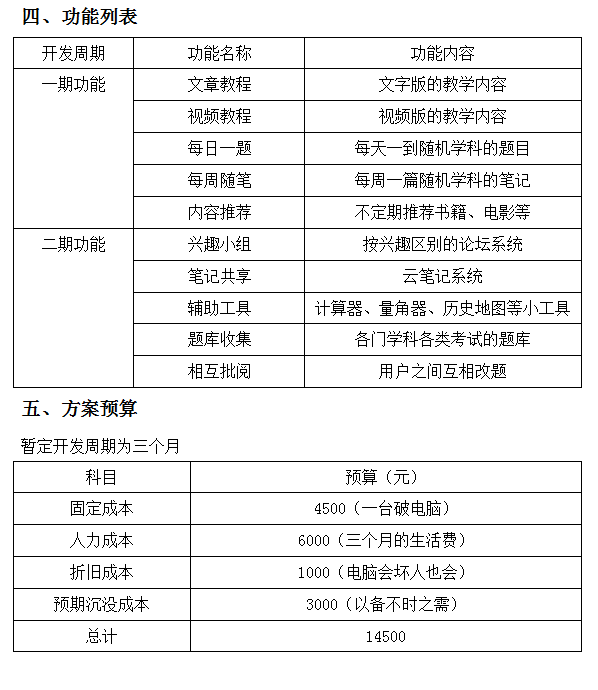 四、功能列表
开发周期 功能名称 功能内容
一期功能 文章教程 文字版的教学内容
视频教程 视频版的教学内容
每日一题 每天一到随机学科的题目
每周随笔 每周一篇随机学科的笔记
内容推荐 不定期推荐书籍、电影等
二期功能 兴趣小组 按兴趣区别的论坛系统
笔记共享 云笔记系统
辅助工具 计算器、量角器、历史地图等小工具
题库收集 各门学科各类考试的题库
相互批阅 用户之间互相改题
五、方案预算
暂定开发周期为三个月
科目 预算（元）
固定成本 4500（一台破电脑）
人力成本 6000（三个月的生活费）
折旧成本 1000（电脑会坏人也会）
预期沉没成本 3000（以备不时之需）
总计 14500